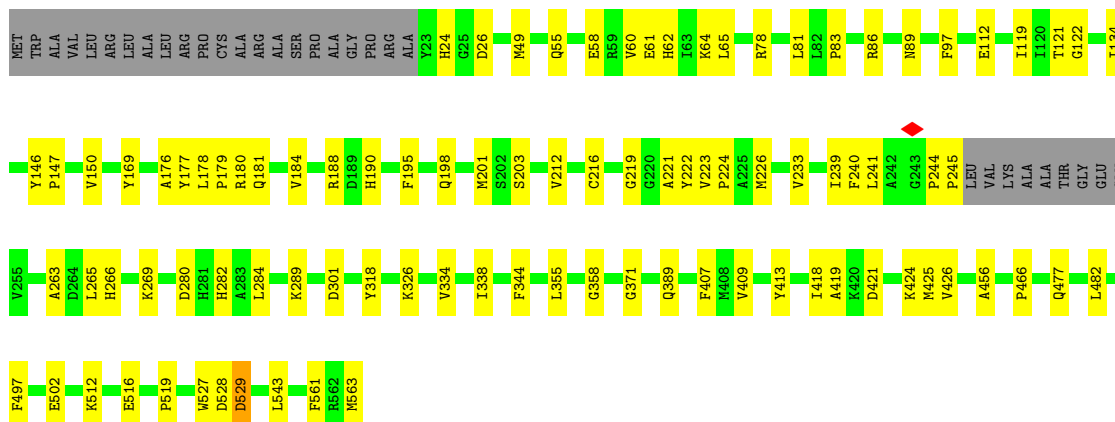 MET TRP ALA VAL LEU ARG LEU ALA LEU ARG PRO CYS ALA ARG ALA SER PRO ALA GLY PRO ARG ALA Y23 H24 G25 D26 M49 Q55 E58 R59 V60 E61 H62 I63 K64 L65 R78 L81 L82 P83 R86 N89 F97 E112 I119 I120 T121 G122
Y146 P147 V150 Y169 A176 Y177 L178 P179 R180 Q181 V184 R188 D189 H190 F195 Q198 M201 S202 S203 V212 C216 G219 G220 A221 Y222 V223 P224 A225 M226 V233 I239 F240 L241 A242 G243 P244 P245 LEU VAL LYS ALA ALA THR GLY GLU
V255 A263 D264 L265 H266 K269 D280 H281 H282 A283 L284 K289 D301 Y318 K326 V334 I338 F344 L355 G358 G371 Q389 F407 M408 V409 Y413 I418 A419 K420 D421 K424 M425 V426 A456 P466 Q477 L482
F497 E502 K512 E516 P519 W527 D528 D529 L543 F561 R562 M563